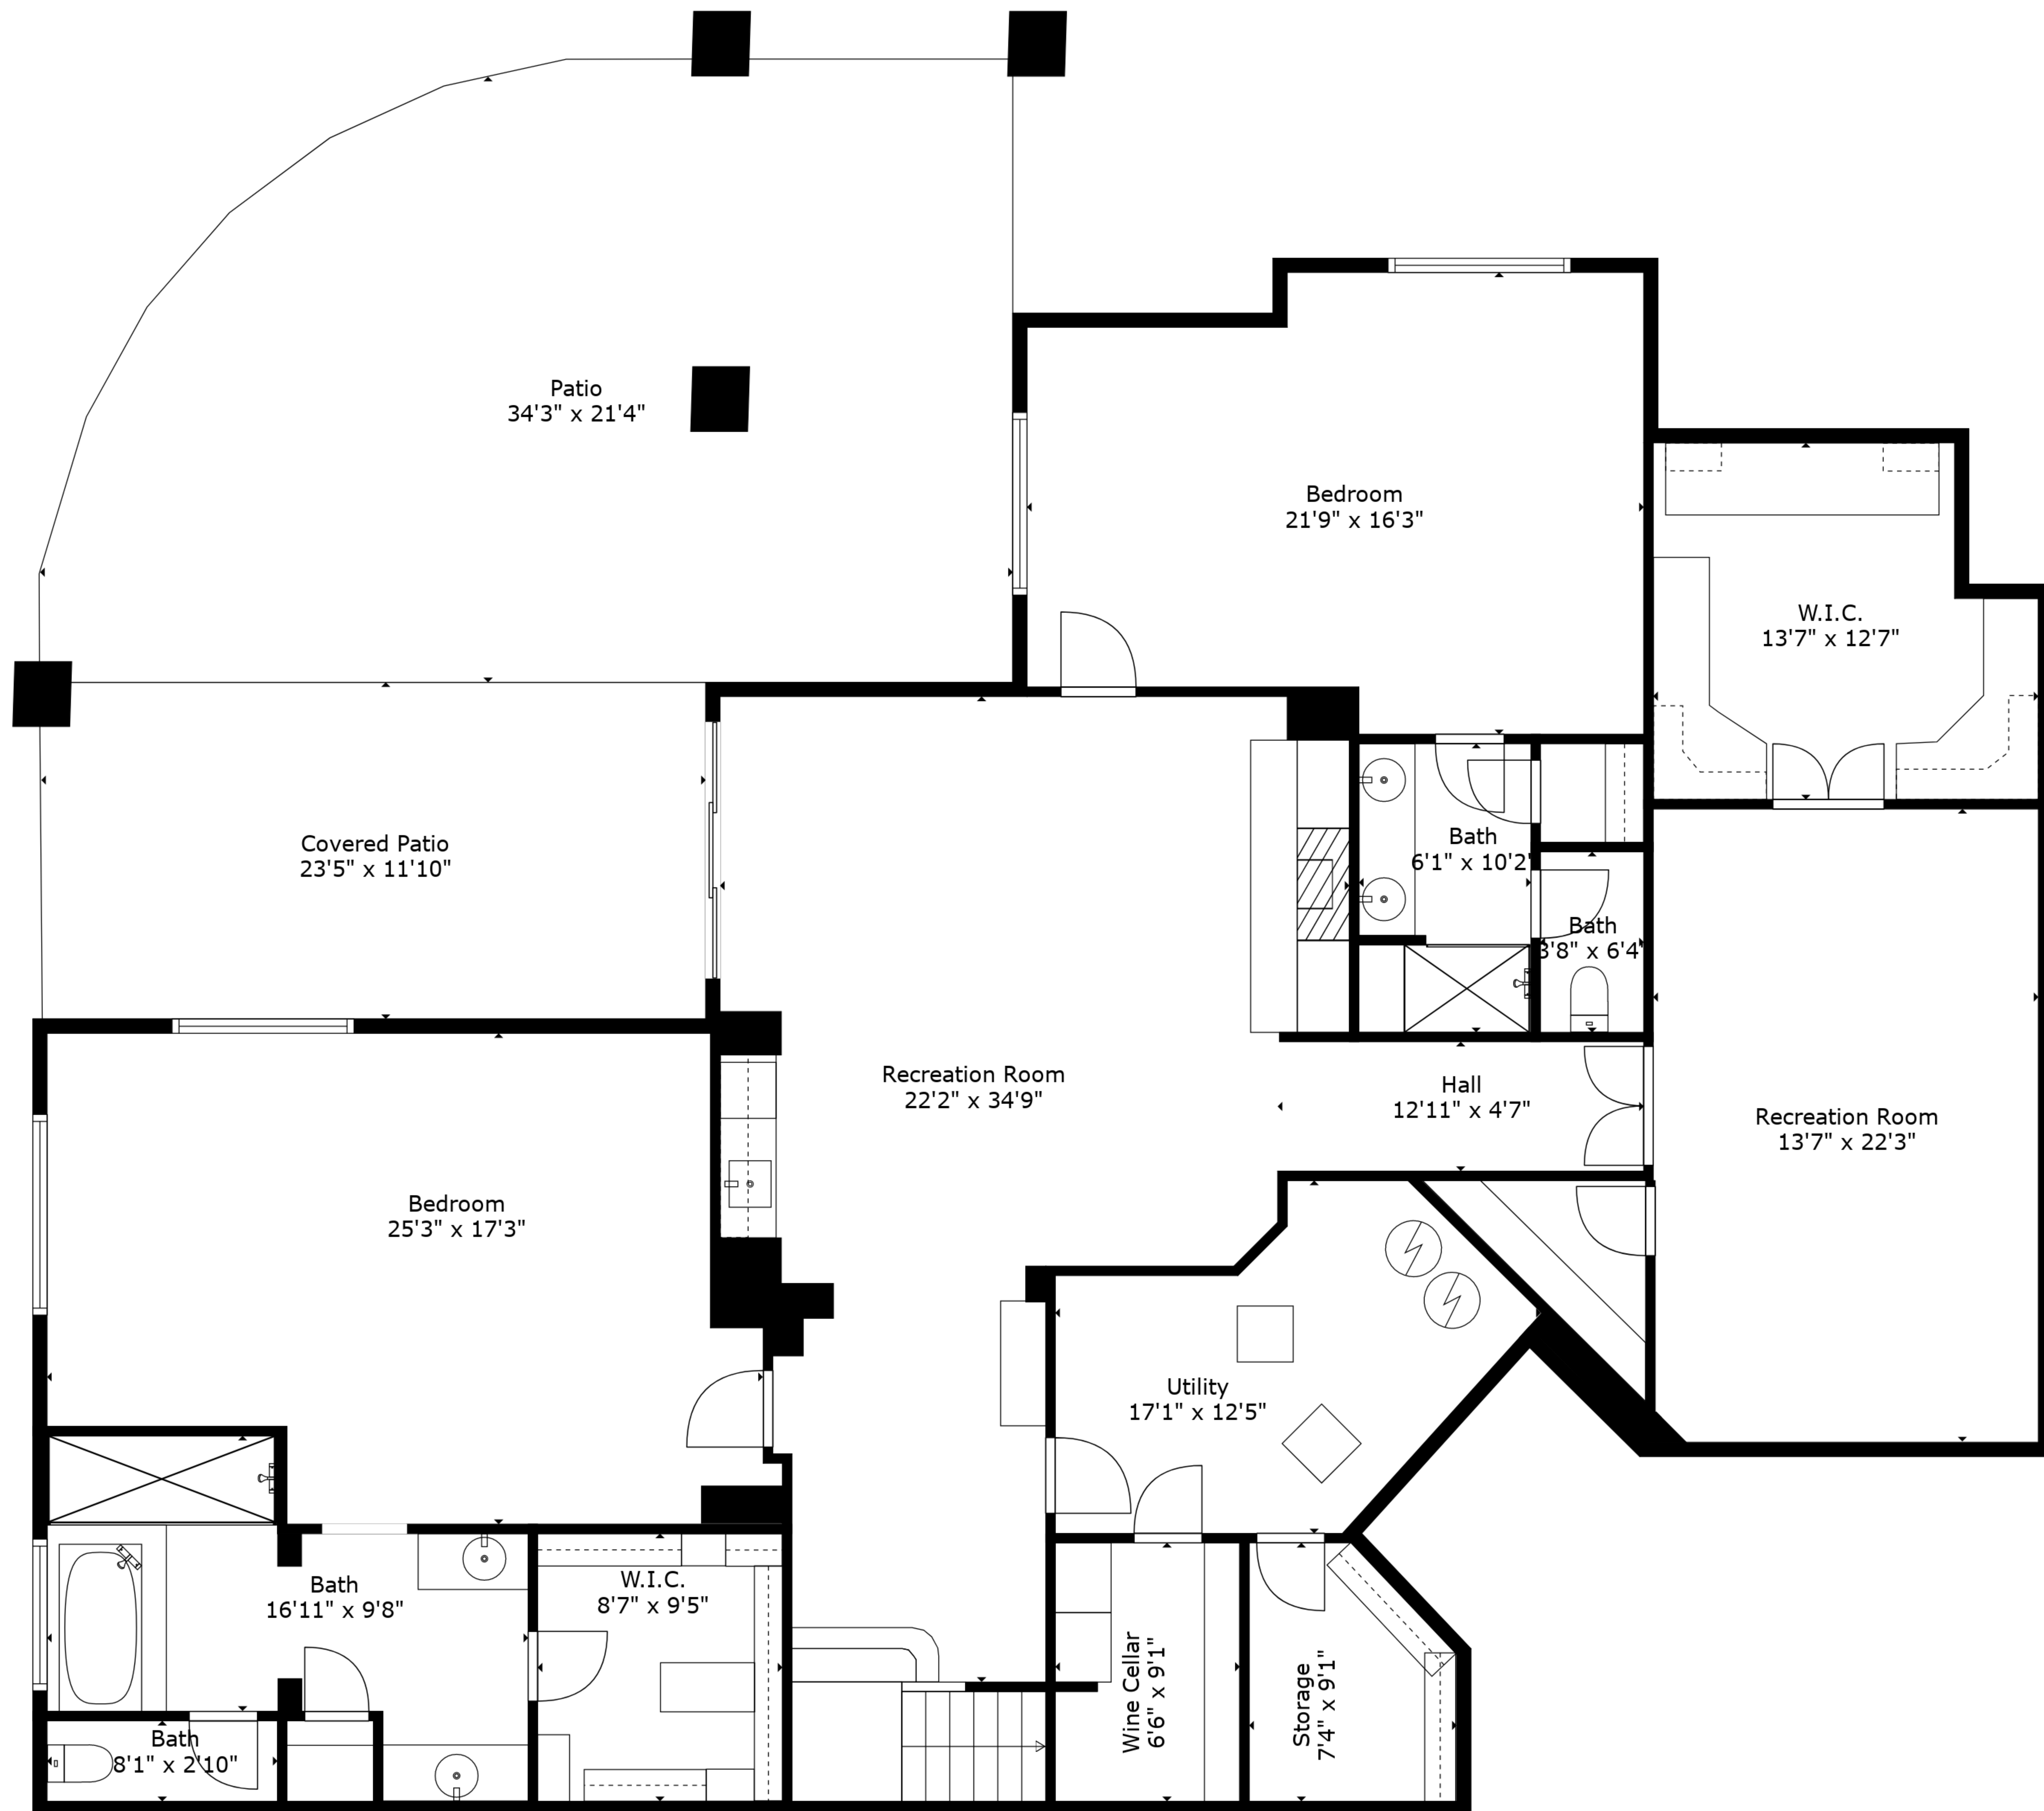 Patio
34'3" x 21'4"
Bedroom
21'9" x 16'3"
W.I.C.
13'7" x 12'7"
Covered Patio
23'5" x 11'10"
Bath
6'1" x 10'2"
Bath
3'8" x 6'4"
Recreation Room
22'2" x 34'9"
Hall
12'11" x 4'7"
Recreation Room
13'7" x 22'3"
Bedroom
25'3" x 17'3"
Utility
17'1" x 12'5"
Bath
16'11" x 9'8"
W.I.C.
8'7" x 9'5"
Wine Cellar
6'6" x 9'1"
Storage
7'4" x 9'1"
Bath
8'1" x 2'10"